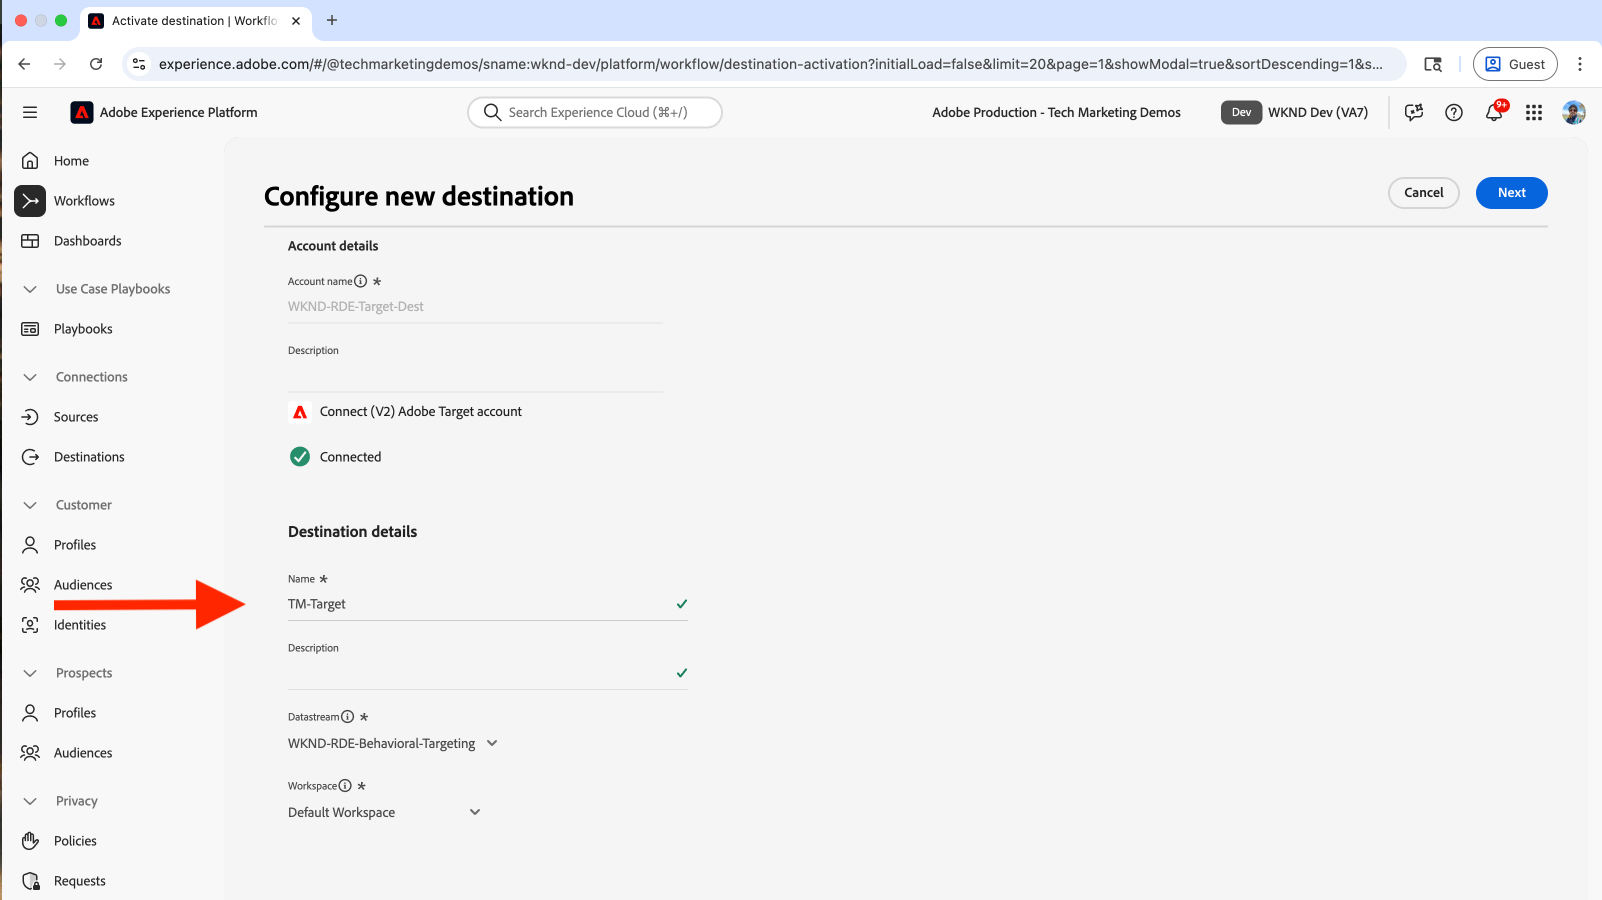 Activate destination | Workflo
experience.adobe.com/#/@techmarketingdemos/sname:wknd-dev/platform/workflow/destination-activation?initialLoad=false&limit=20&page=1&showModal=true&sortDescending=1&s...
Guest
Adobe Experience Platform
Search Experience Cloud (⌘+/)
Adobe Production - Tech Marketing Demos
Dev
WKND Dev (VA7)
9+
Home
Workflows
Dashboards
Use Case Playbooks
Playbooks
Connections
Sources
Destinations
Customer
Profiles
Audiences
Identities
Prospects
Profiles
Audiences
Privacy
Policies
Requests
Configure new destination
Cancel
Next
Account details
Account name *
WKND-RDE-Target-Dest
Description
Connect (V2) Adobe Target account
Connected
Destination details
Name *
TM-Target
Description
Datastream *
WKND-RDE-Behavioral-Targeting
Workspace *
Default Workspace